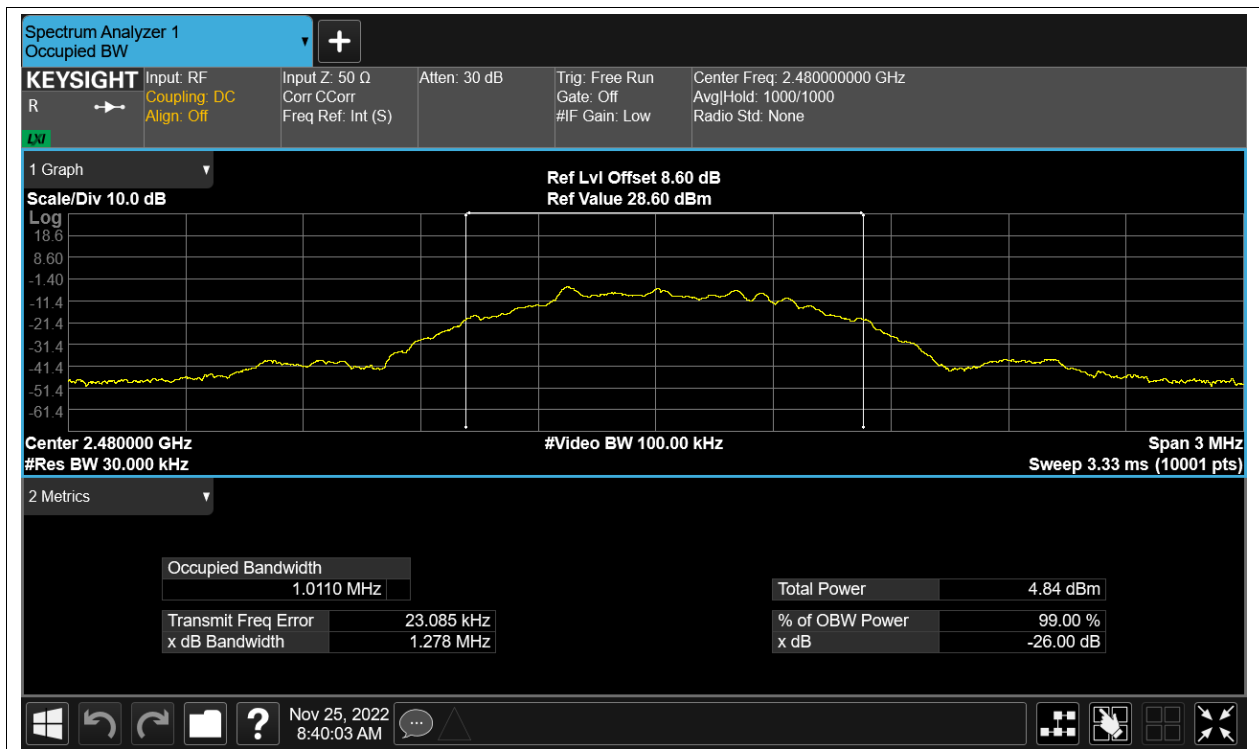 Spectrum Analyzer 1
Occupied BW
KEYSIGHT
R
LXI
Input: RF
Coupling: DC
Align: Off
Input Z: 50 Ω
Corr CCorr
Freq Ref: Int (S)
Atten: 30 dB
Trig: Free Run
Gate: Off
#IF Gain: Low
Center Freq: 2.480000000 GHz
Avg|Hold: 1000/1000
Radio Std: None
1 Graph
Scale/Div 10.0 dB
Ref Lvl Offset 8.60 dB
Ref Value 28.60 dBm
Log
18.6
8.60
-1.40
-11.4
-21.4
-31.4
-41.4
-51.4
-61.4
Center 2.480000 GHz
#Video BW 100.00 kHz
Span 3 MHz
#Res BW 30.000 kHz
Sweep 3.33 ms (10001 pts)
2 Metrics
Occupied Bandwidth
1.0110 MHz
Total Power 4.84 dBm
Transmit Freq Error 23.085 kHz
% of OBW Power 99.00 %
x dB Bandwidth 1.278 MHz
x dB -26.00 dB
?
Nov 25, 2022
8:40:03 AM